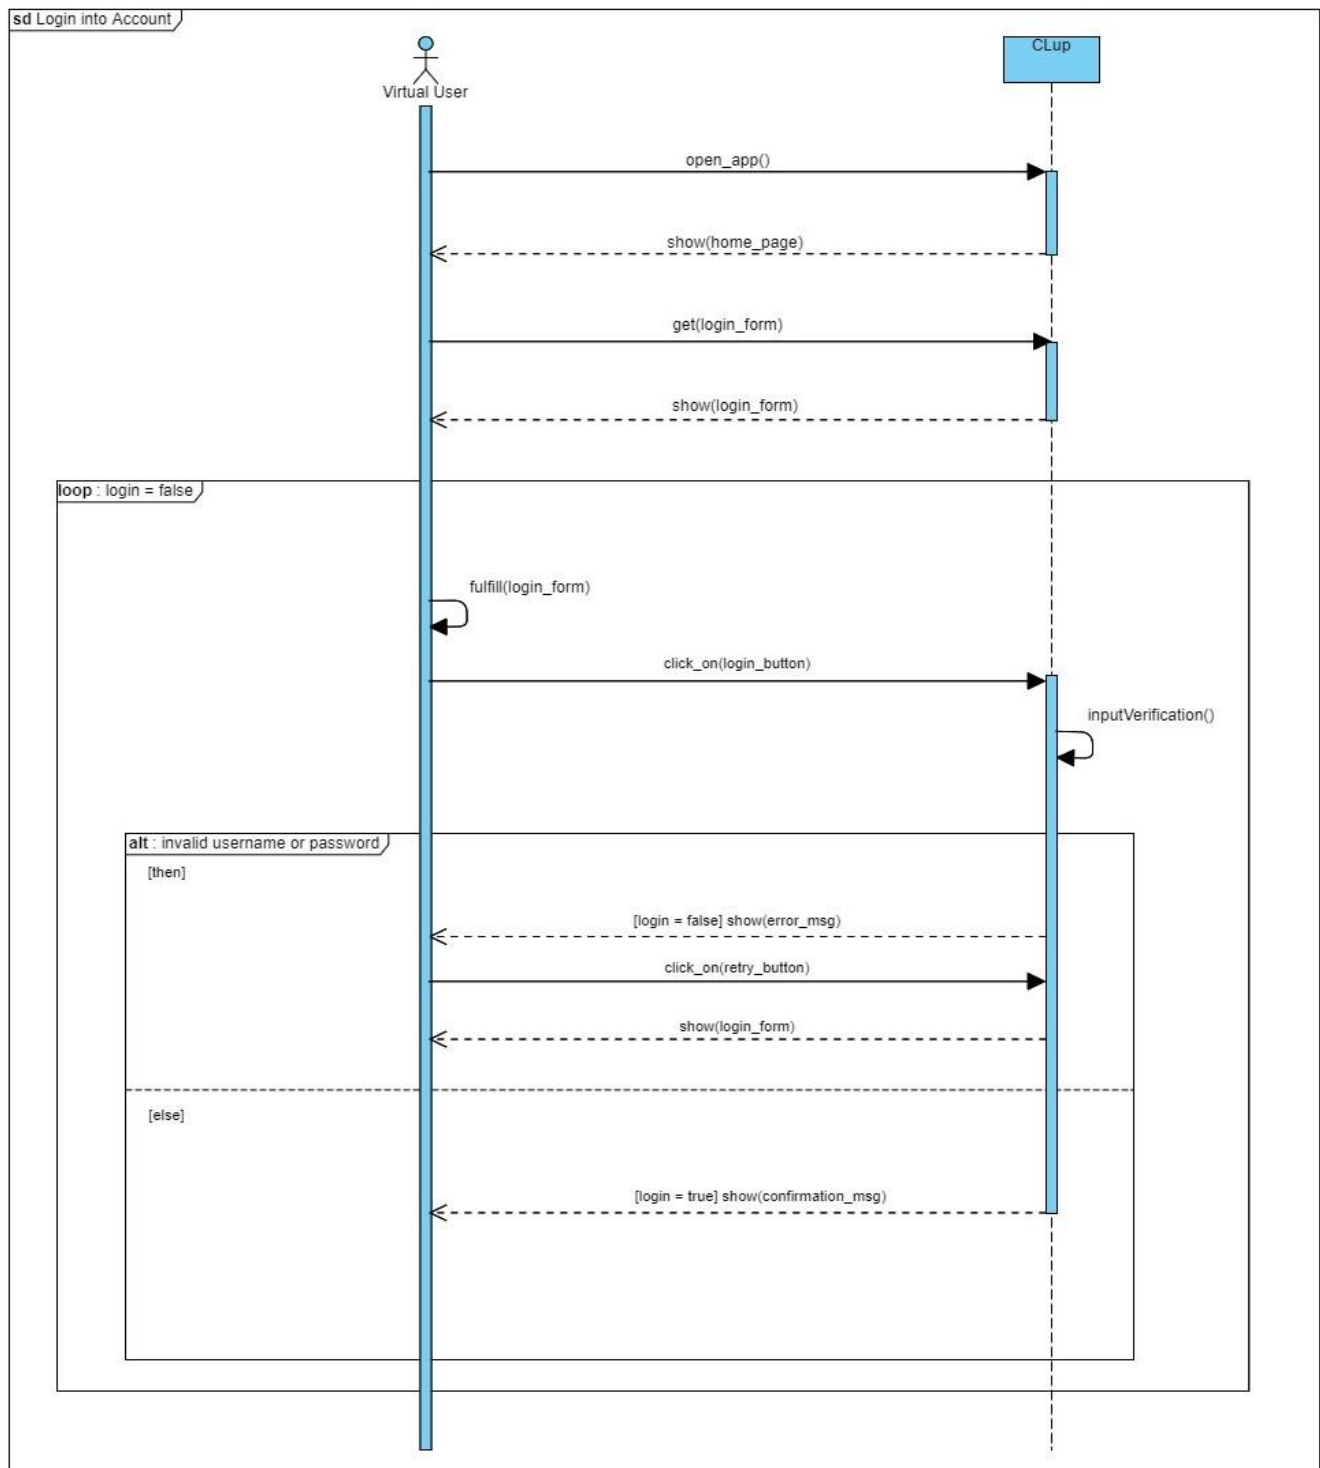 sd Login into Account
Virtual User
CLup
open_app()
show(home_page)
get(login_form)
show(login_form)
loop : login = false
fulfill(login_form)
click_on(login_button)
inputVerification()
alt : invalid username or password
[then]
[login = false] show(error_msg)
click_on(retry_button)
show(login_form)
[else]
[login = true] show(confirmation_msg)